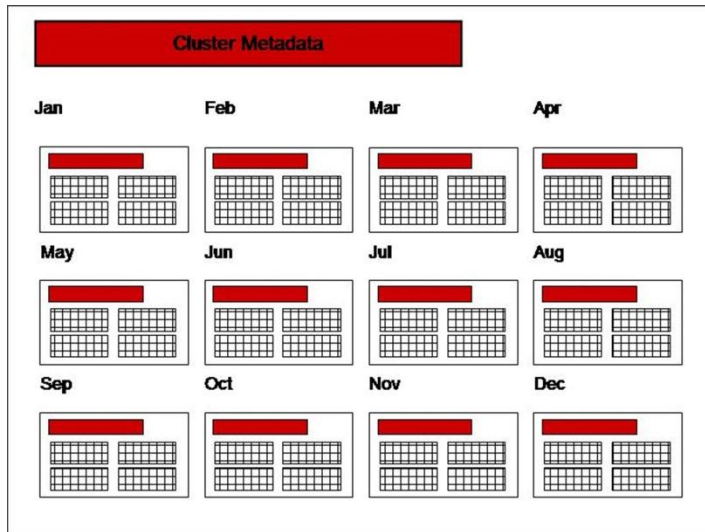 Cluster Metadata
Jan Feb Mar Apr
May Jun Jul Aug
Sep Oct Nov Dec